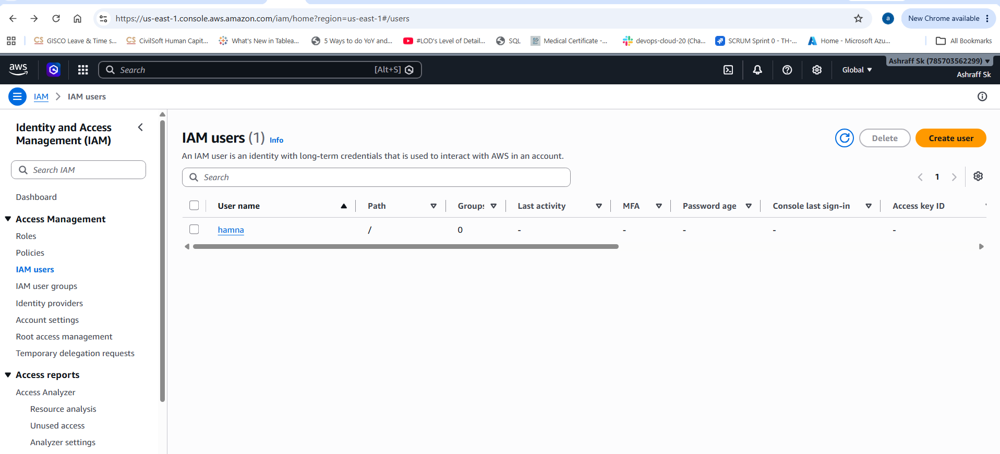 https://us-east-1.console.aws.amazon.com/iam/home?region=us-east-1#/users
a
New Chrome available
CS GISCO Leave & Time s...
CS CivilSoft Human Capit...
What's New in Tablea...
5 Ways to do YoY and...
#LOD's Level of Detail...
SQL
Medical Certificate -...
devops-cloud-20 (Cha...
SCRUM Sprint 0 - TH-...
Home - Microsoft Azu...
All Bookmarks
aws
Search
[Alt+S]
Global
Ashraff Sk (785703562299)
Ashraff Sk
IAM
IAM users
Identity and Access
Management (IAM)
Search IAM
Dashboard
Access Management
Roles
Policies
IAM users
IAM user groups
Identity providers
Account settings
Root access management
Temporary delegation requests
Access reports
Access Analyzer
Resource analysis
Unused access
Analyzer settings
IAM users (1) Info
Delete
Create user
An IAM user is an identity with long-term credentials that is used to interact with AWS in an account.
Search
1
User name Path Groups Last activity MFA Password age Console last sign-in Access key ID
hamna / 0 - - - - -